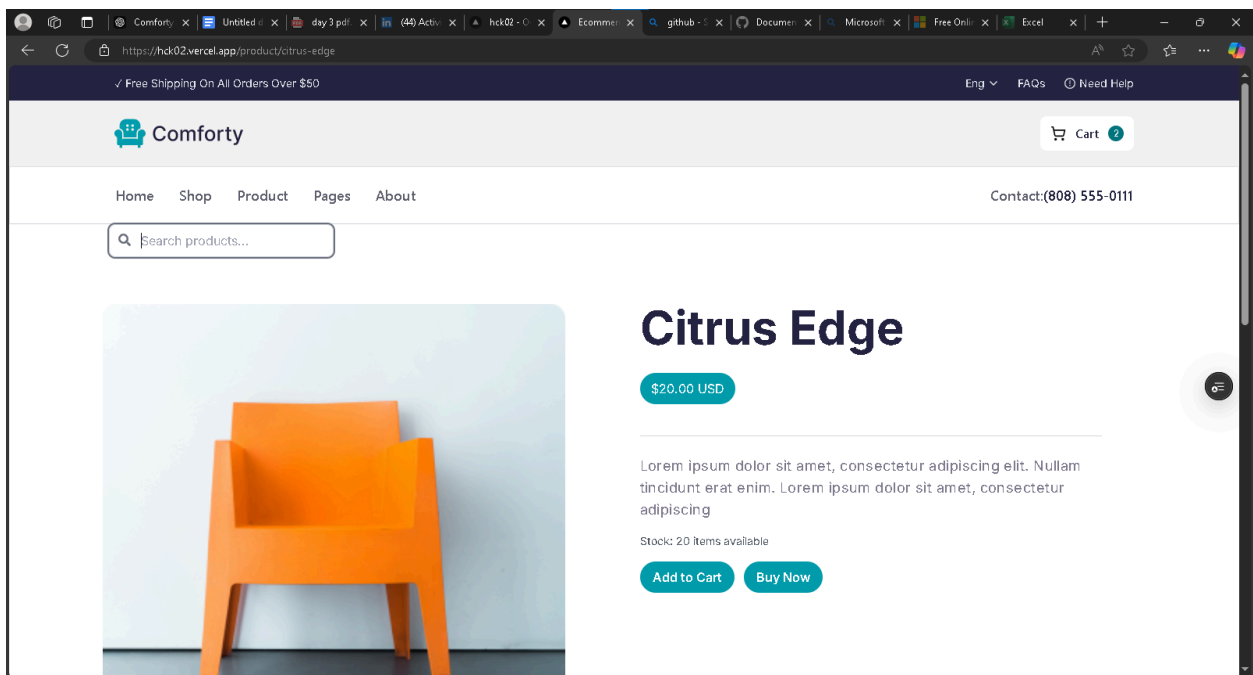 Comforty
Untitled d
day 3 pdf.
(44) Activi
hck02 - O
Ecommer
github - S
Documen
Microsoft
Free Onlin
Excel
https://hck02.vercel.app/product/citrus-edge
✓ Free Shipping On All Orders Over $50
Eng
FAQs
Need Help
Comforty
Cart 2
Home Shop Product Pages About
Contact:(808) 555-0111
Search products...
Citrus Edge
$20.00 USD
Lorem ipsum dolor sit amet, consectetur adipiscing elit. Nullam
tincidunt erat enim. Lorem ipsum dolor sit amet, consectetur
adipiscing
Stock: 20 items available
Add to Cart
Buy Now